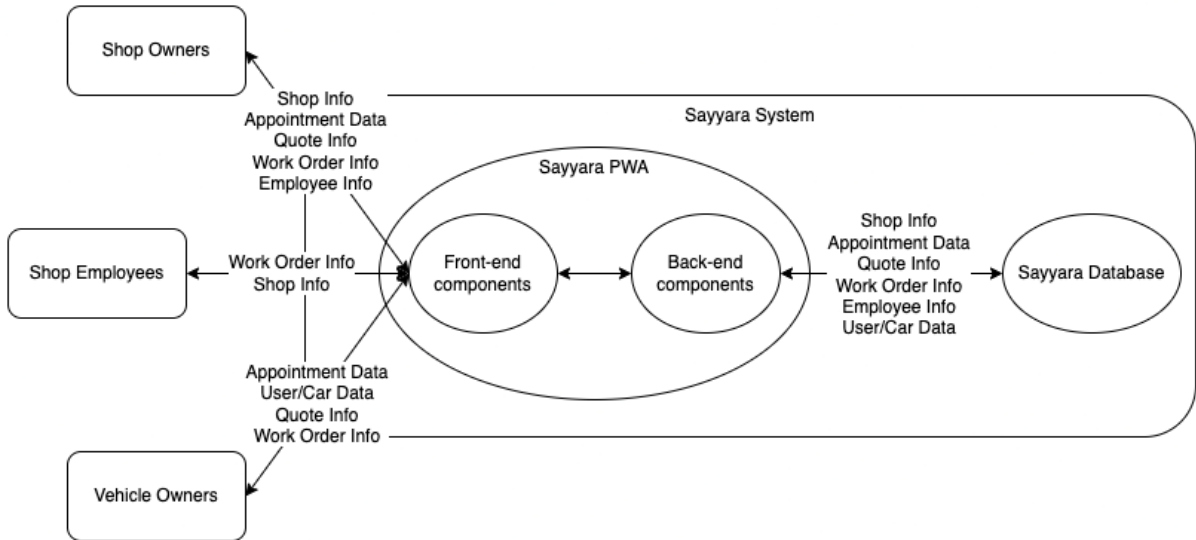 Shop Owners
Shop Info
Appointment Data
Quote Info
Work Order Info
Employee Info
Sayyara System
Sayyara PWA
Shop Employees
Work Order Info
Shop Info
Front-end
components
Back-end
components
Shop Info
Appointment Data
Quote Info
Work Order Info
Employee Info
User/Car Data
Sayyara Database
Appointment Data
User/Car Data
Quote Info
Work Order Info
Vehicle Owners